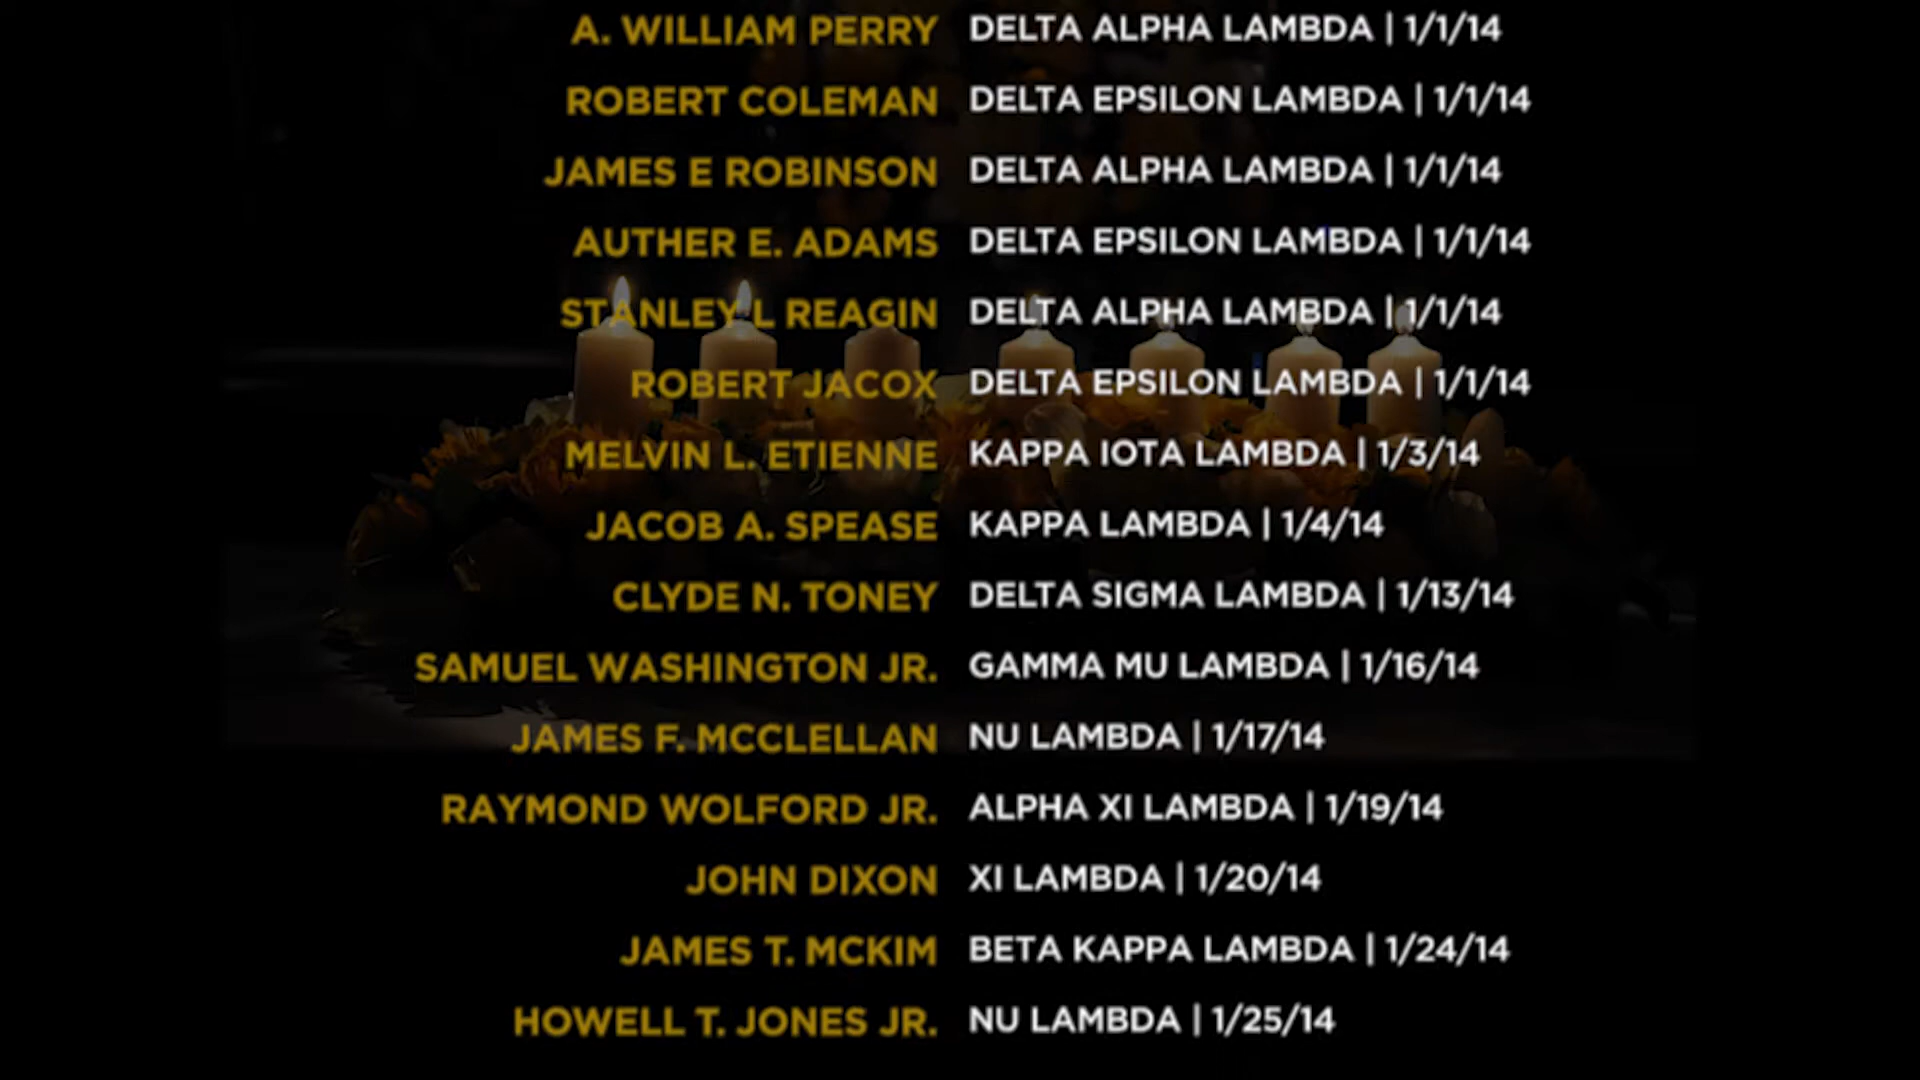 A. WILLIAM PERRY DELTA ALPHA LAMBDA | 1/1/14
ROBERT COLEMAN DELTA EPSILON LAMBDA | 1/1/14
JAMES E ROBINSON DELTA ALPHA LAMBDA | 1/1/14
AUTHER E. ADAMS DELTA EPSILON LAMBDA | 1/1/14
STANLEY L REAGIN DELTA ALPHA LAMBDA | 1/1/14
ROBERT JACOX DELTA EPSILON LAMBDA | 1/1/14
MELVIN L. ETIENNE KAPPA IOTA LAMBDA | 1/3/14
JACOB A. SPEASE KAPPA LAMBDA | 1/4/14
CLYDE N. TONEY DELTA SIGMA LAMBDA | 1/13/14
SAMUEL WASHINGTON JR. GAMMA MU LAMBDA | 1/16/14
JAMES F. MCCLELLAN NU LAMBDA | 1/17/14
RAYMOND WOLFORD JR. ALPHA XI LAMBDA | 1/19/14
JOHN DIXON XI LAMBDA | 1/20/14
JAMES T. MCKIM BETA KAPPA LAMBDA | 1/24/14
HOWELL T. JONES JR. NU LAMBDA | 1/25/14